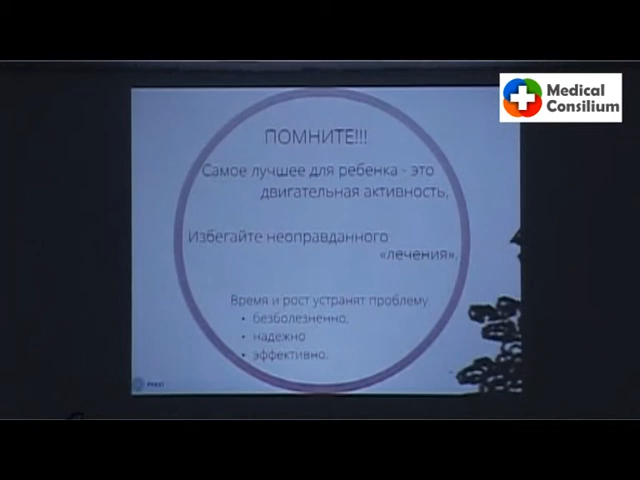 Medical
Consilium
ПОМНИТЕ!!!
Самое лучшее для ребенка - это
двигательная активность,
Избегайте неоправданного
«лечения».
Время и рост устранят проблему
• безболезненно,
• надежно
• эффективно.
Prezi